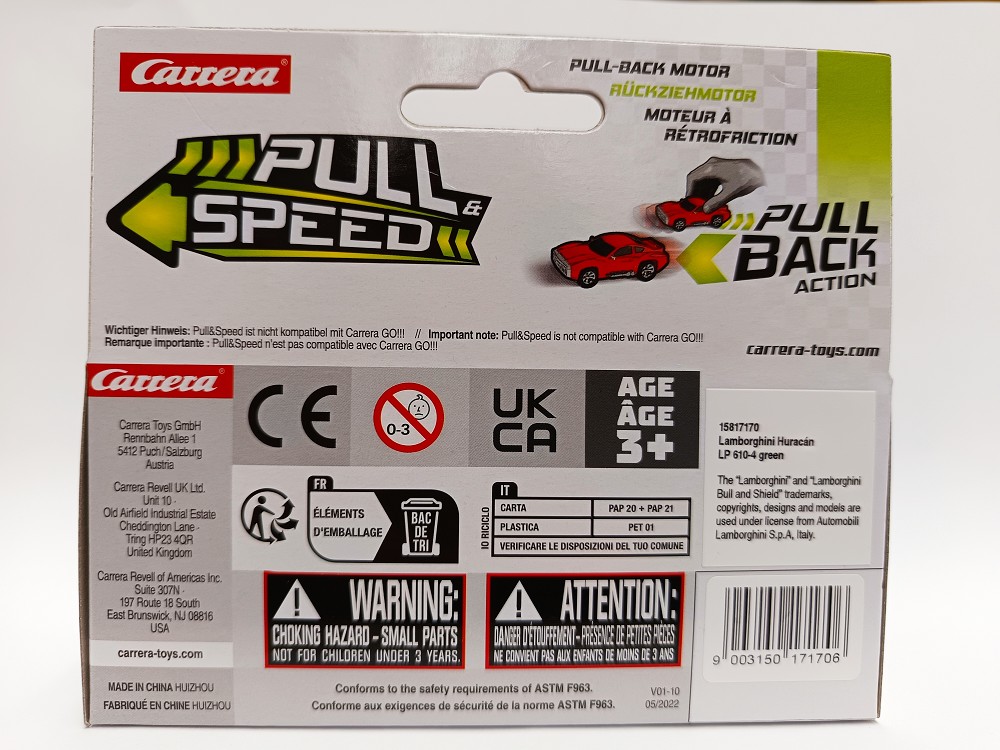 Carrera®
PULL-BACK MOTOR
RÜCKZIEHMOTOR
MOTEUR À
RÉTROFRICTION
PULL &
SPEED
PULL
BACK
ACTION
Wichtiger Hinweis: Pull&Speed ist nicht kompatibel mit Carrera GO!!! // Important note: Pull&Speed is not compatible with Carrera GO!!!
Remarque importante : Pull&Speed n'est pas compatible avec Carrera GO!!!
carrera-toys.com
Carrera®
Carrera Toys GmbH
Rennbahn Allee 1
5412 Puch/Salzburg
Austria
Carrera Revell UK Ltd.
Unit 10 ·
Old Airfield Industrial Estate
Cheddington Lane ·
Tring HP23 4QR
United Kingdom
Carrera Revell of Americas Inc.
Suite 307N ·
197 Route 18 South
East Brunswick, NJ 08816
USA
carrera-toys.com
MADE IN CHINA HUIZHOU
FABRIQUÉ EN CHINE HUIZHOU
CE
0-3
UK
CA
AGE
ÂGE
3+
FR
ÉLÉMENTS
D'EMBALLAGE
BAC
DE
TRI
IO RICICLO
IT
CARTA PAP 20 + PAP 21
PLASTICA PET 01
VERIFICARE LE DISPOSIZIONI DEL TUO COMUNE
WARNING:
CHOKING HAZARD – SMALL PARTS
NOT FOR CHILDREN UNDER 3 YEARS.
ATTENTION:
DANGER D'ÉTOUFFEMENT – PRÉSENCE DE PETITES PIÈCES
NE CONVIENT PAS AUX ENFANTS DE MOINS DE 3 ANS
Conforms to the safety requirements of ASTM F963.
Conforme aux exigences de sécurité de la norme ASTM F963.
V01-10
05/2022
15817170
Lamborghini Huracán
LP 610-4 green
The "Lamborghini" and "Lamborghini
Bull and Shield" trademarks,
copyrights, designs and models are
used under license from Automobili
Lamborghini S.p.A, Italy.
9 003150 171706